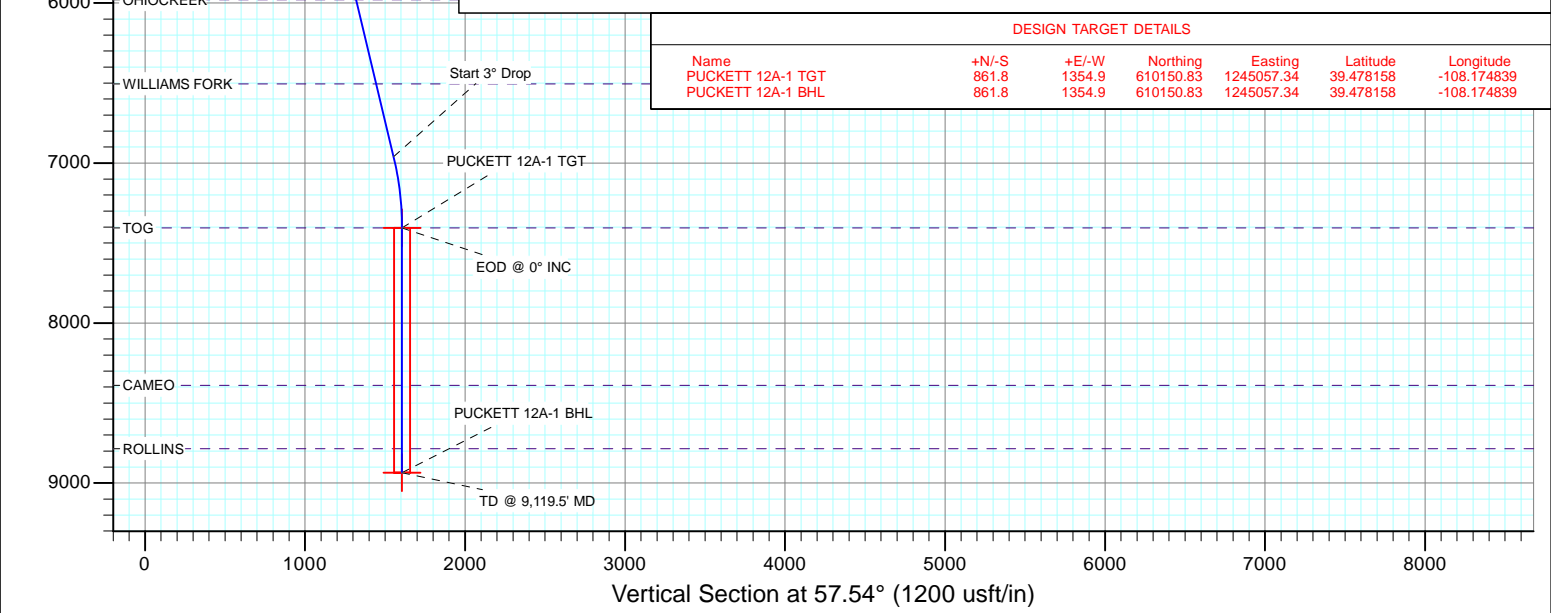 6000
OHIOCREEK
DESIGN TARGET DETAILS
Name +N/-S +E/-W Northing Easting Latitude Longitude
PUCKETT 12A-1 TGT 861.8 1354.9 610150.83 1245057.34 39.478158 -108.174839
PUCKETT 12A-1 BHL 861.8 1354.9 610150.83 1245057.34 39.478158 -108.174839
WILLIAMS FORK
Start 3° Drop
7000
PUCKETT 12A-1 TGT
TOG
EOD @ 0° INC
8000
CAMEO
PUCKETT 12A-1 BHL
ROLLINS
9000
TD @ 9,119.5' MD
0 1000 2000 3000 4000 5000 6000 7000 8000
Vertical Section at 57.54° (1200 usft/in)